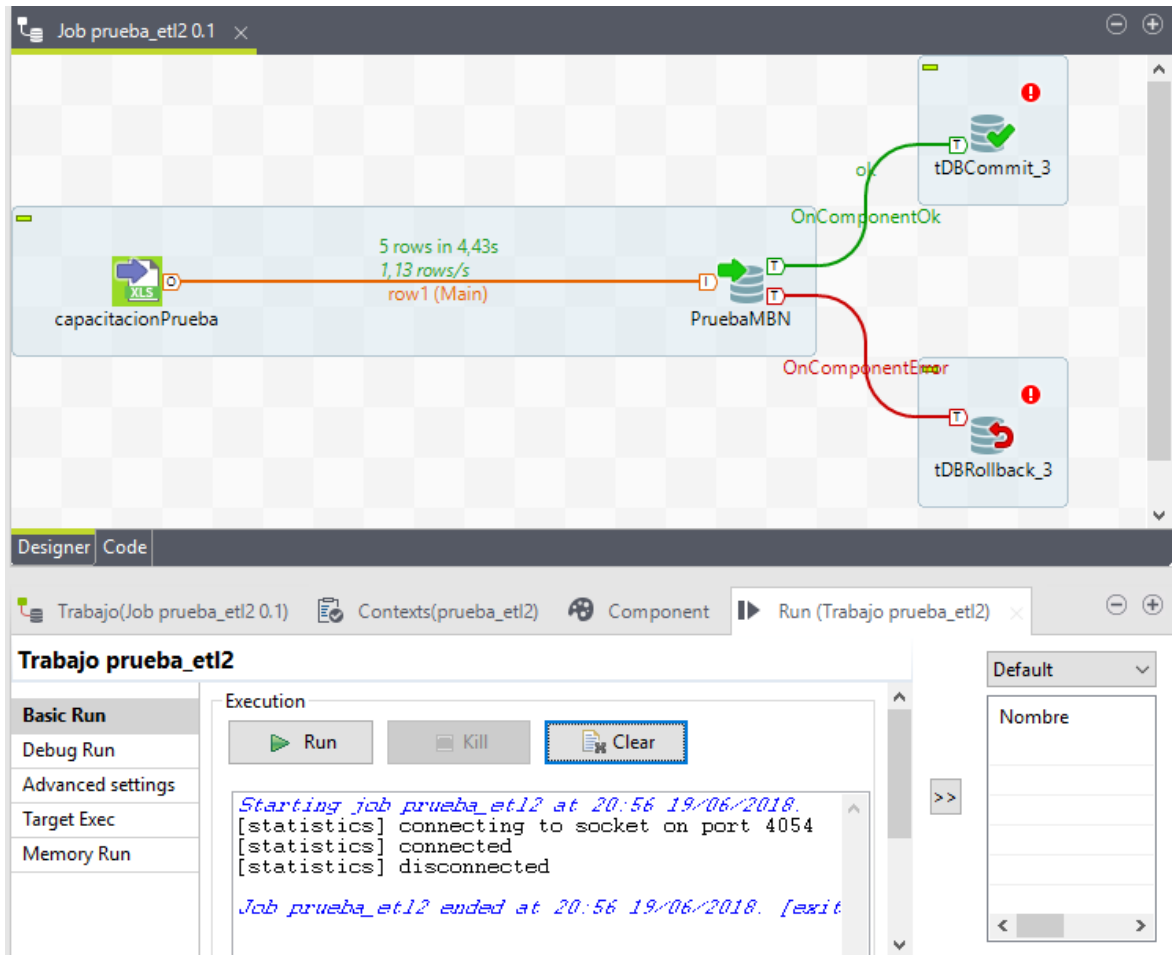 Job prueba_etl2 0.1
tDBCommit_3
ok
OnComponentOk
5 rows in 4,43s
1,13 rows/s
row1 (Main)
XLS
O
I
T
T
T
T
capacitacionPrueba
PruebaMBN
OnComponentError
tDBRollback_3
Designer
Code
Trabajo(Job prueba_etl2 0.1)
Contexts(prueba_etl2)
Component
Run (Trabajo prueba_etl2)
Trabajo prueba_etl2
Default
Basic Run
Debug Run
Advanced settings
Target Exec
Memory Run
Execution
Run
Kill
Clear
Starting job prueba_etl2 at 20:56 19/06/2018.
[statistics] connecting to socket on port 4054
[statistics] connected
[statistics] disconnected
Job prueba_etl2 ended at 20:56 19/06/2018. [exit
>>
Nombre